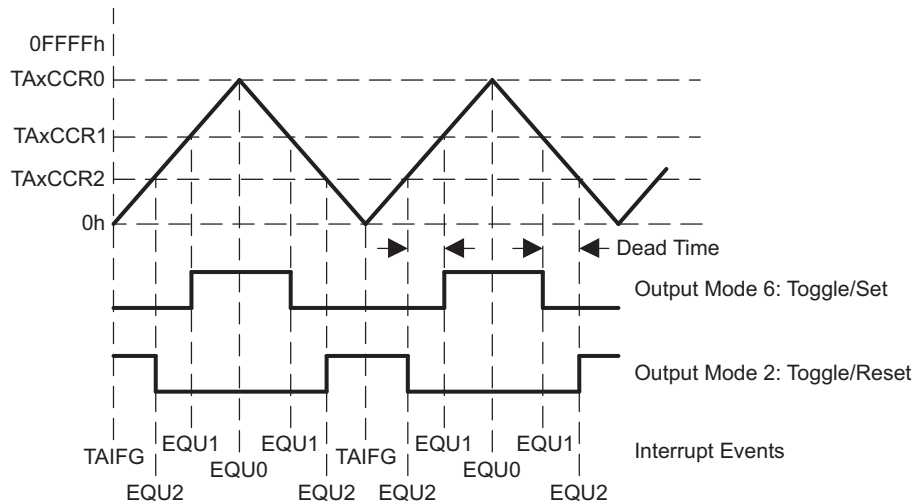 0FFFFh
TAxCCR0
TAxCCR1
TAxCCR2
0h
Dead Time
Output Mode 6: Toggle/Set
Output Mode 2: Toggle/Reset
EQU1 EQU1 EQU1 EQU1
TAIFG EQU0 TAIFG EQU0
Interrupt Events
EQU2 EQU2 EQU2 EQU2